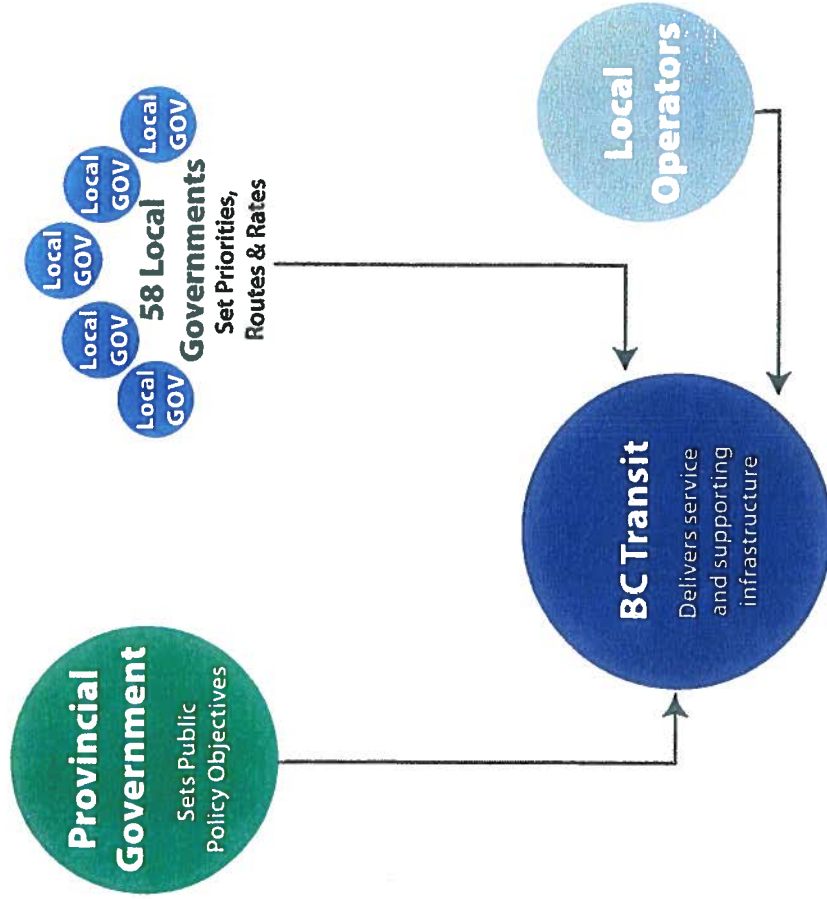 Provincial
Government
Sets Public
Policy Objectives
Local
GOV
Local
GOV
Local
GOV
Local
GOV
Local
GOV
58 Local
Governments
Set Priorities,
Routes & Rates
BC Transit
Delivers service
and supporting
infrastructure
Local
Operators